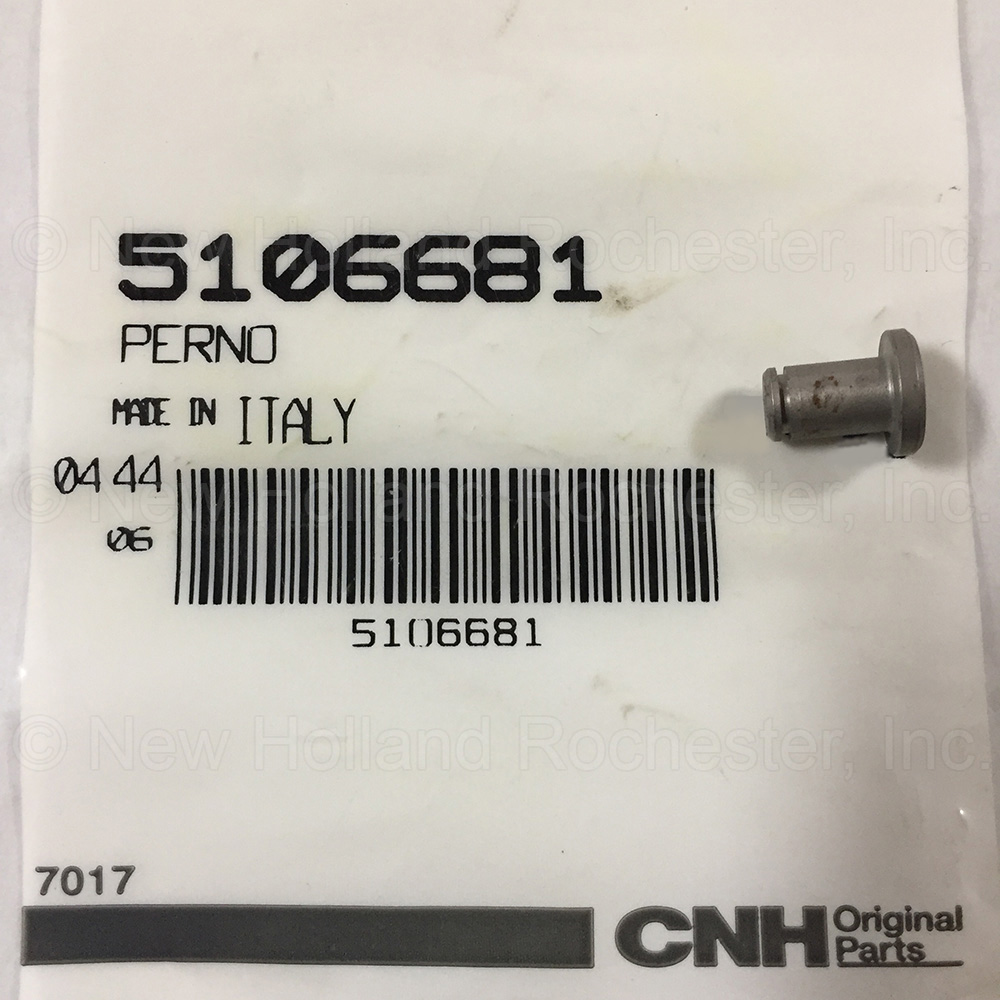 © New Holland Rochester, Inc.
5106681
PERNO
MADE IN ITALY
04 44
© New Holland Rochester, Inc.
06
5106681
© New Holland Rochester, Inc.
7017
CNH Original Parts